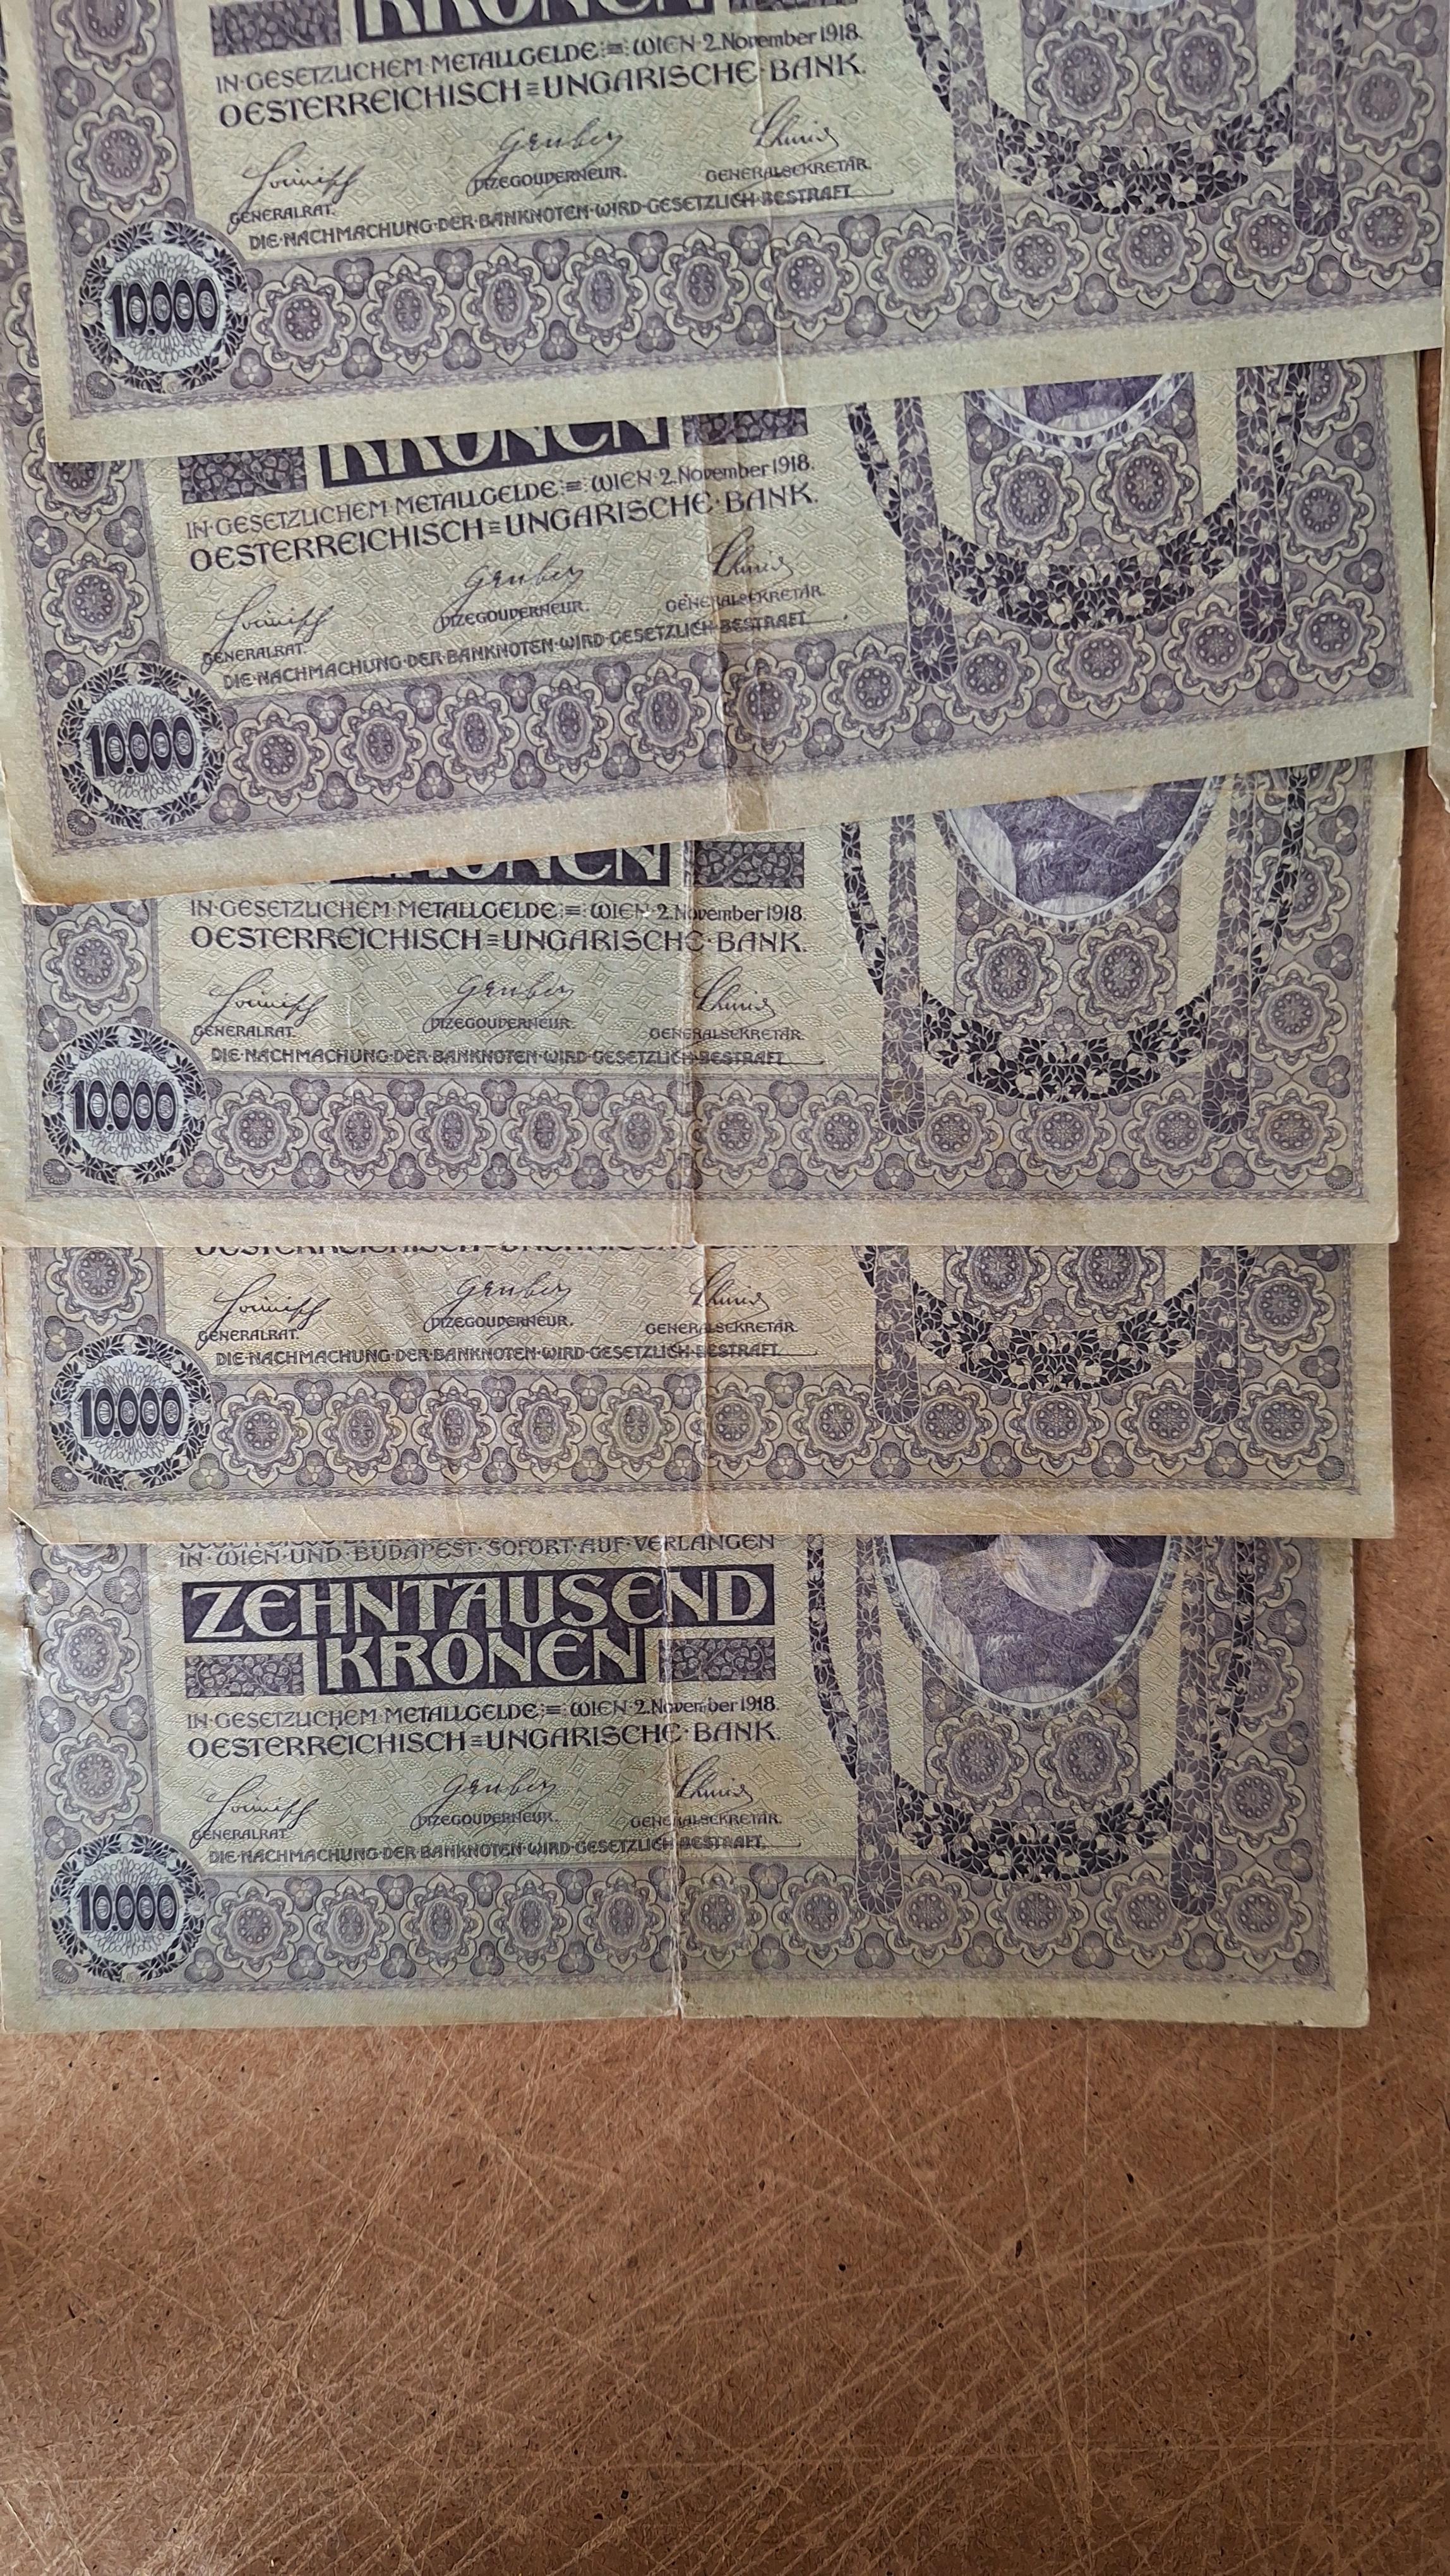 KRONEN
IN·GESETZLICHEM·METALLGELDE:≡:WIEN·2.November 1918.
OESTERREICHISCH=UNGARISCHE·BANK.
Gruber
GENERALRAT. VIZEGOUVERNEUR. GENERALSEKRETÄR.
DIE·NACHMACHUNG·DER·BANKNOTEN·WIRD·GESETZLICH·BESTRAFT.
10.000
KRONEN
IN·GESETZLICHEM·METALLGELDE:≡:WIEN·2.November 1918.
OESTERREICHISCH=UNGARISCHE·BANK.
Gruber
GENERALRAT. VIZEGOUVERNEUR. GENERALSEKRETÄR.
DIE·NACHMACHUNG·DER·BANKNOTEN·WIRD·GESETZLICH·BESTRAFT.
10.000
KRONEN
IN·GESETZLICHEM·METALLGELDE:≡:WIEN·2.November 1918.
OESTERREICHISCH=UNGARISCHE·BANK.
Gruber
GENERALRAT. VIZEGOUVERNEUR. GENERALSEKRETÄR.
DIE·NACHMACHUNG·DER·BANKNOTEN·WIRD·GESETZLICH·BESTRAFT.
10.000
Gruber
GENERALRAT. VIZEGOUVERNEUR. GENERALSEKRETÄR.
DIE·NACHMACHUNG·DER·BANKNOTEN·WIRD·GESETZLICH·BESTRAFT.
10.000
IN·WIEN·UND·BUDAPEST·SOFORT·AUF·VERLANGEN
ZEHNTAUSEND
KRONEN
IN·GESETZLICHEM·METALLGELDE:≡:WIEN·2.November 1918.
OESTERREICHISCH=UNGARISCHE·BANK.
Gruber
GENERALRAT. VIZEGOUVERNEUR. GENERALSEKRETÄR.
DIE·NACHMACHUNG·DER·BANKNOTEN·WIRD·GESETZLICH·BESTRAFT.
10.000